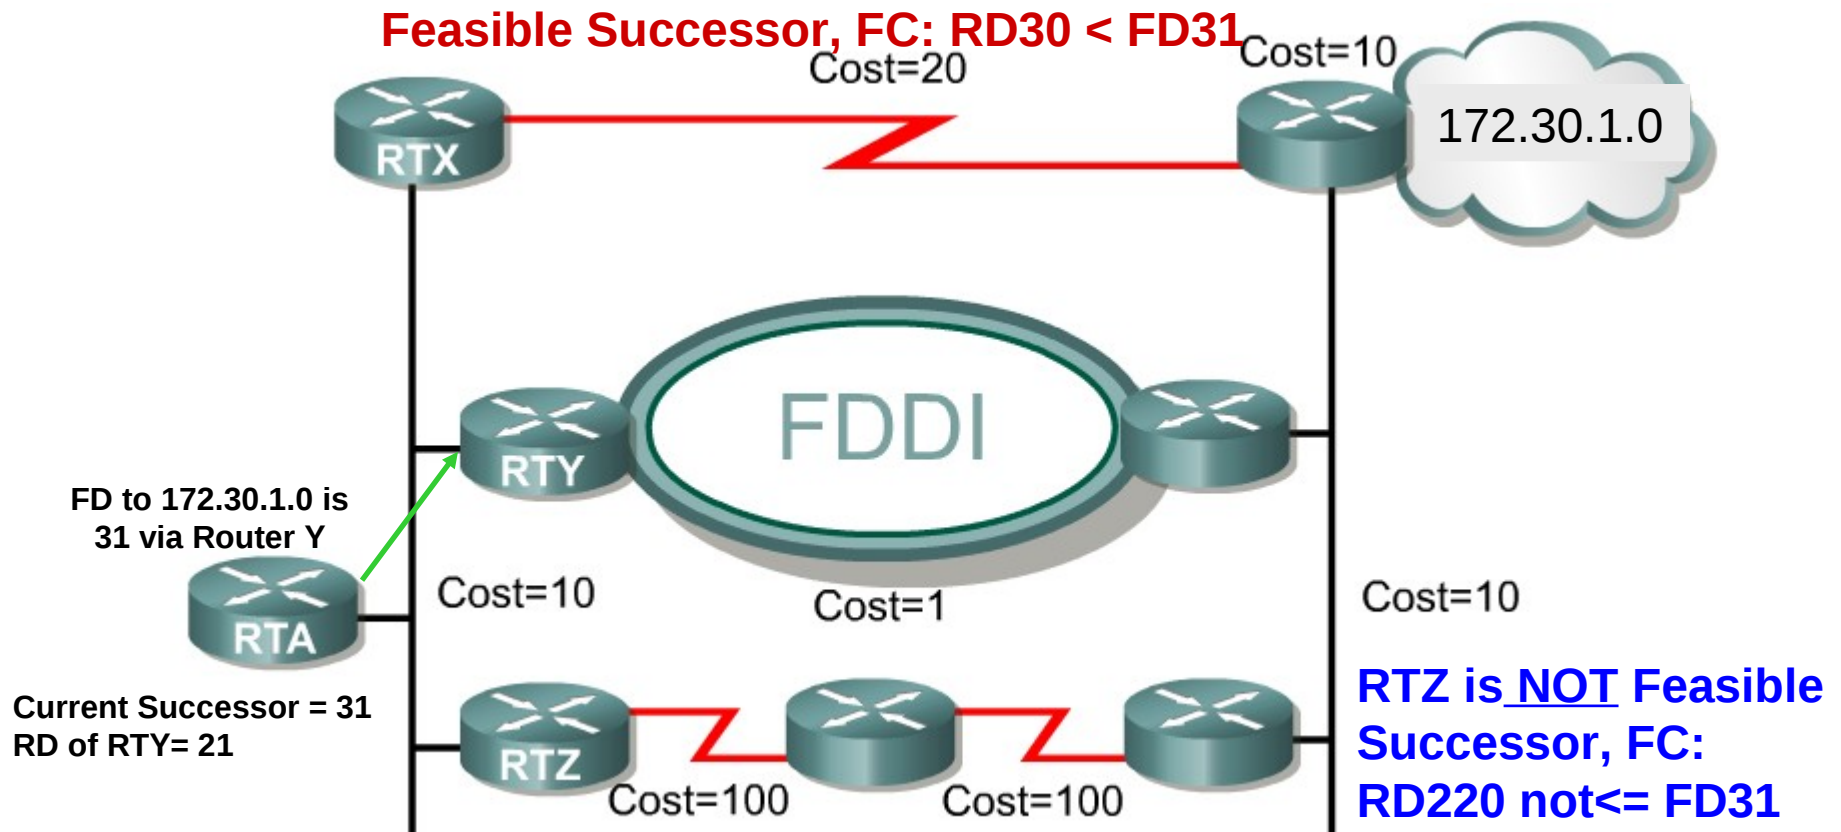 Feasible Successor, FC: RD30 < FD31
Cost=20
Cost=10
172.30.1.0
RTX
FDDI
RTY
FD to 172.30.1.0 is
31 via Router Y
Cost=10
Cost=1
Cost=10
RTA
Current Successor = 31
RD of RTY= 21
RTZ
Cost=100
Cost=100
RTZ is NOT Feasible
Successor, FC:
RD220 not<= FD31